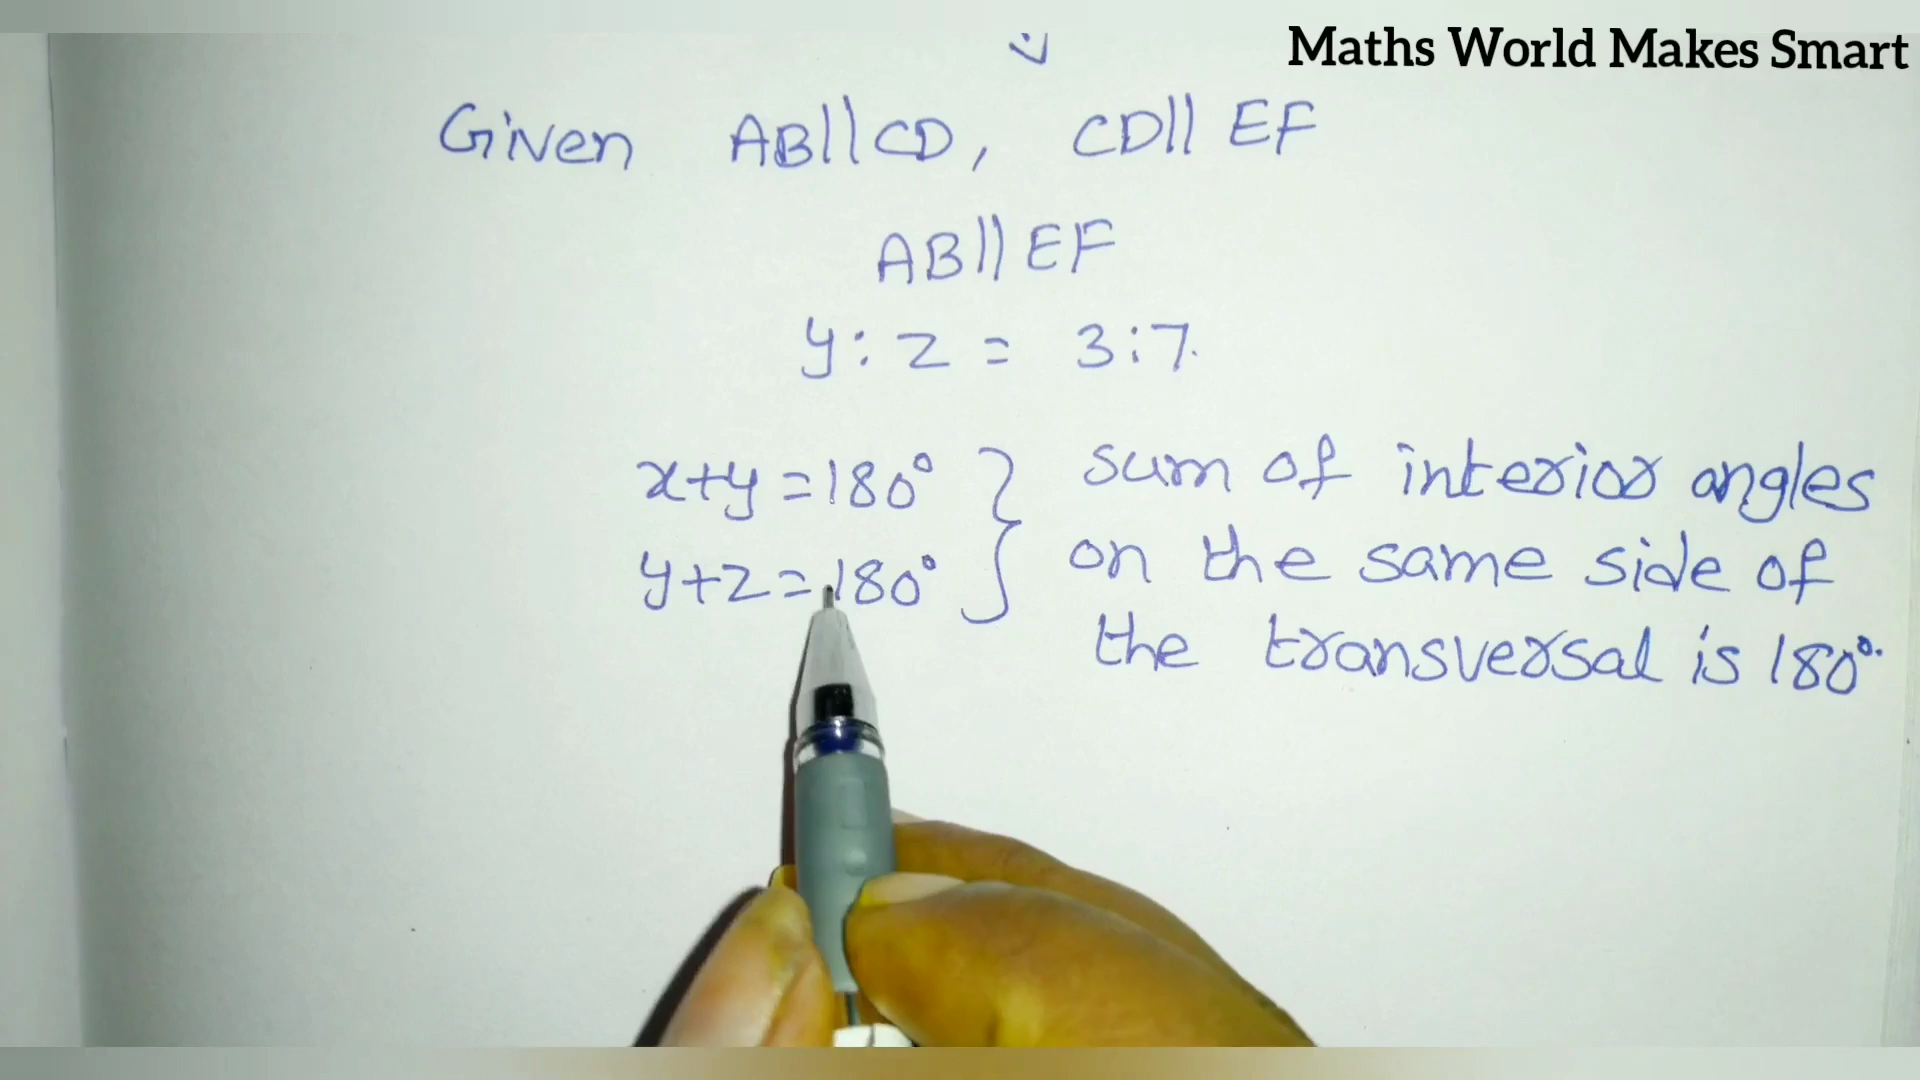 Maths World Makes Smart
Given AB||CD, CD|| EF
AB|| EF
y : z = 3:7.
x+y=180° } sum of interior angles
y+z=180° on the same side of
the transversal is 180°.